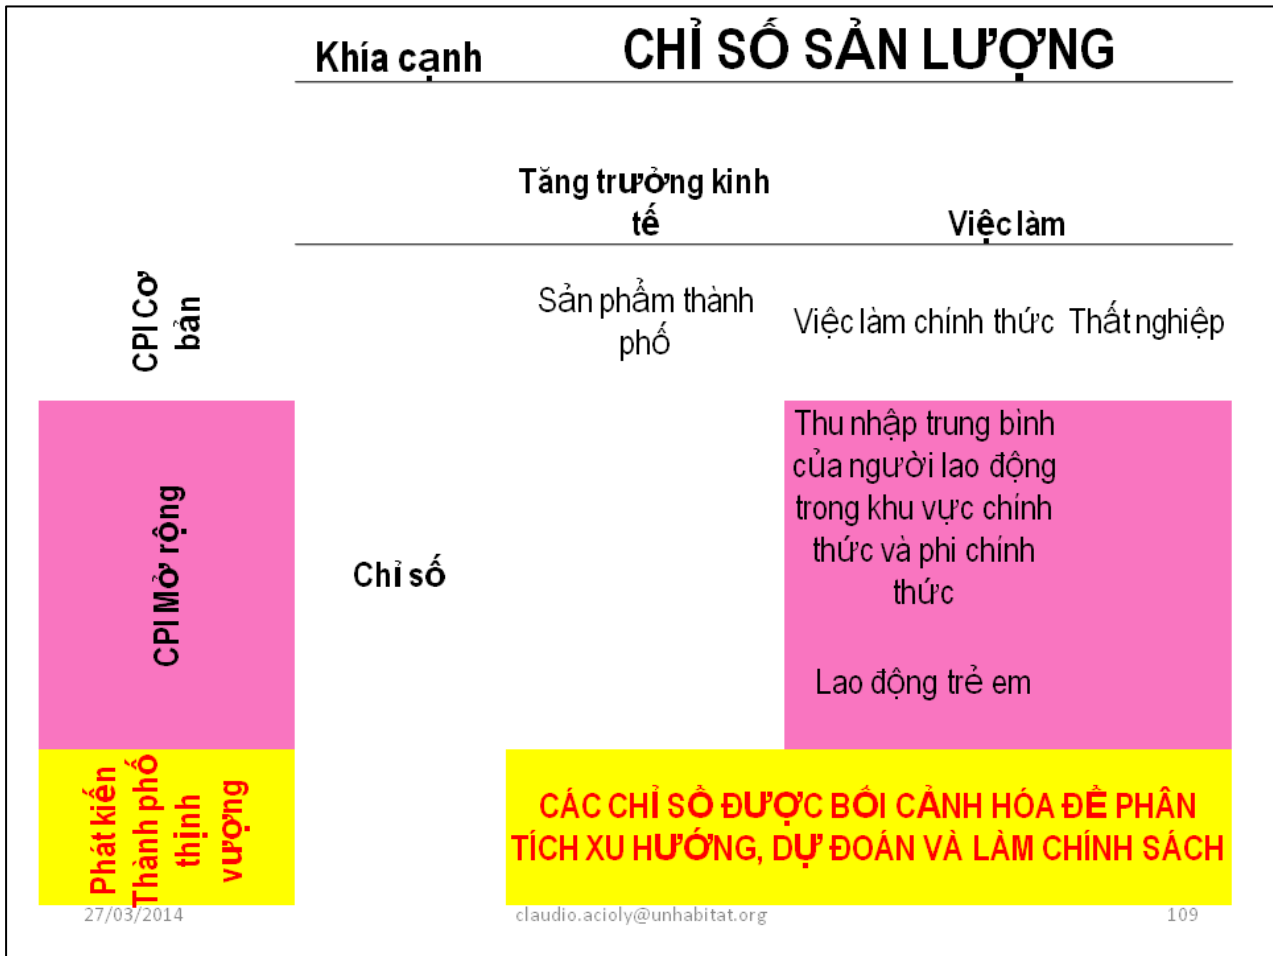 Khía cạnh CHỈ SỐ SẢN LƯỢNG
Tăng trưởng kinh
tế
Việc làm
CPI Cơ
bản
Sản phẩm thành
phố
Việc làm chính thức Thất nghiệp
CPI Mở rộng
Chỉ số
Thu nhập trung bình
của người lao động
trong khu vực chính
thức và phi chính
thức
Lao động trẻ em
Phát kiến
Thành phố
thịnh
vượng
CÁC CHỈ SỐ ĐƯỢC BỐI CẢNH HÓA ĐỂ PHÂN
TÍCH XU HƯỚNG, DỰ ĐOÁN VÀ LÀM CHÍNH SÁCH
27/03/2014 claudio.acioly@unhabitat.org 109